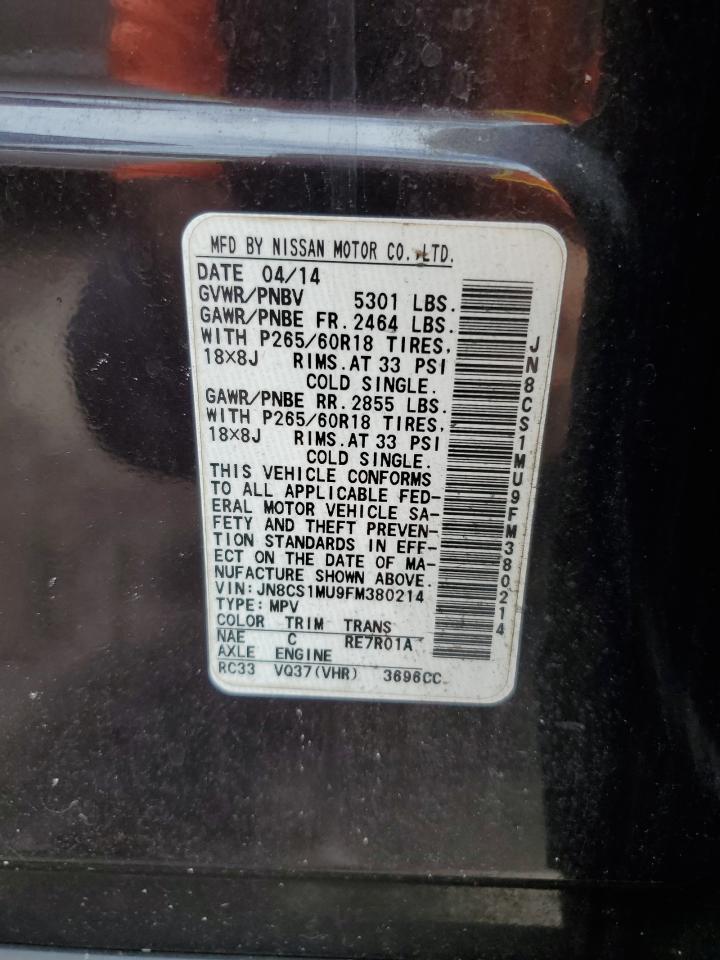 MFD BY NISSAN MOTOR CO.,LTD.
DATE 04/14
GVWR/PNBV 5301 LBS.
GAWR/PNBE FR. 2464 LBS.
WITH P265/60R18 TIRES,
18×8J RIMS.AT 33 PSI
COLD SINGLE.
GAWR/PNBE RR. 2855 LBS.
WITH P265/60R18 TIRES,
18×8J RIMS.AT 33 PSI
COLD SINGLE.
THIS VEHICLE CONFORMS
TO ALL APPLICABLE FED-
ERAL MOTOR VEHICLE SA-
FETY AND THEFT PREVEN-
TION STANDARDS IN EFF-
ECT ON THE DATE OF MA-
NUFACTURE SHOWN ABOVE.
VIN:JN8CS1MU9FM380214
TYPE:MPV
COLOR TRIM TRANS
NAE C RE7R01A
AXLE ENGINE
RC33 VQ37(VHR) 3696CC
JN8CS1MU9FM380214